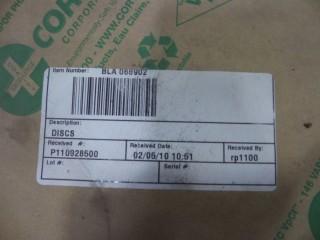 Item Number: BLA 068902
Description:
DISCS
Received #: Received Date: Received By:
P110928500 02/05/10 10:51 rp1100
Lot #: Serial #: